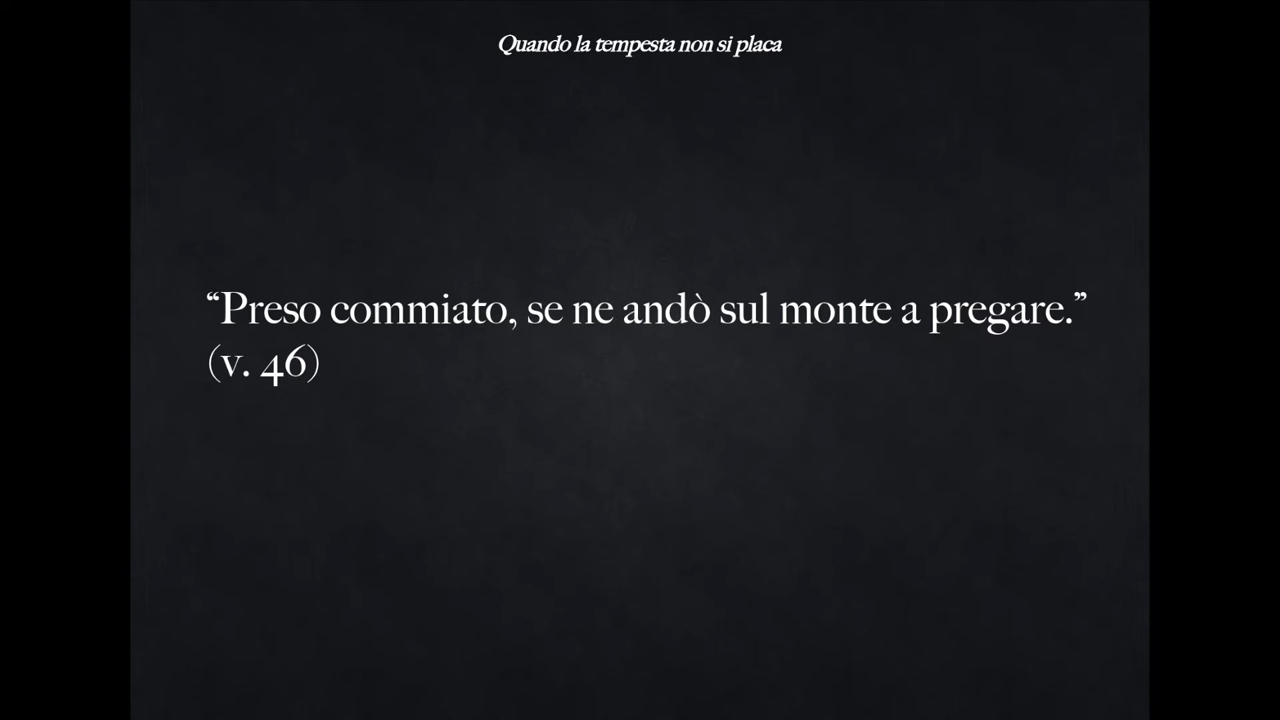 Quando la tempesta non si placa
“Preso commiato, se ne andò sul monte a pregare.”
(v. 46)